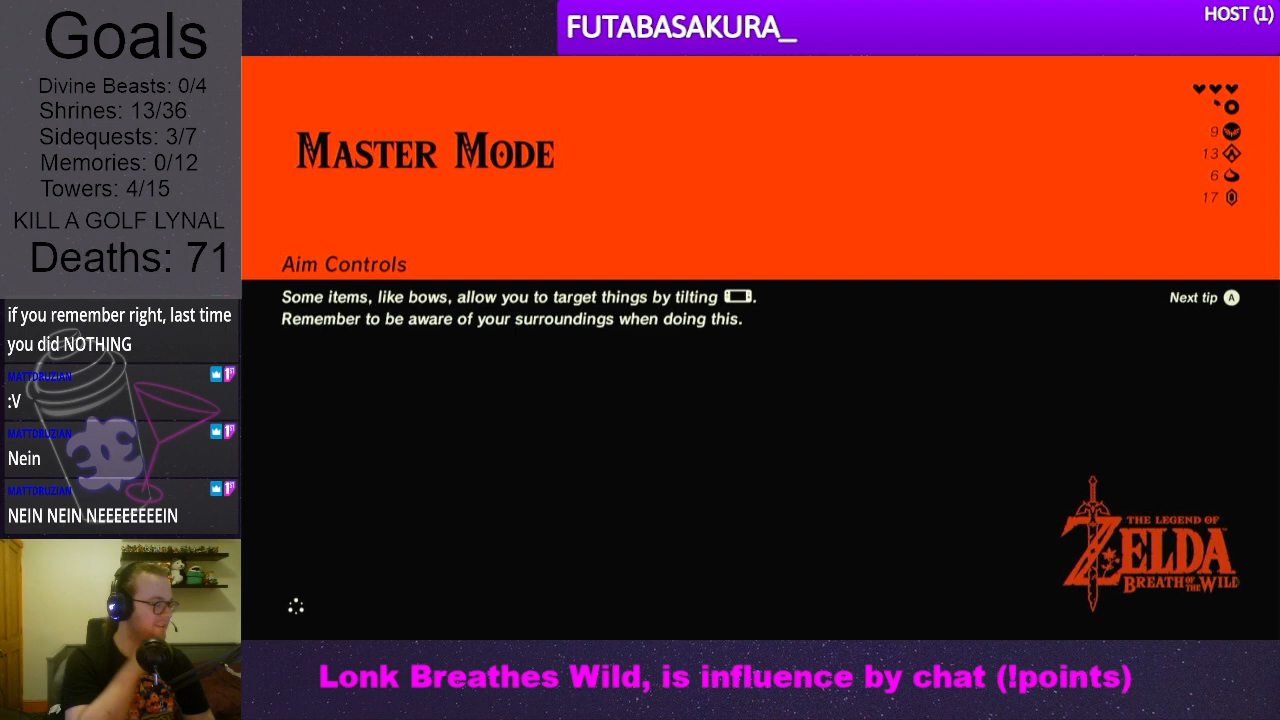 Goals
Divine Beasts: 0/4
Shrines: 13/36
Sidequests: 3/7
Memories: 0/12
Towers: 4/15
KILL A GOLF LYNAL
Deaths: 71
if you remember right, last time
you did NOTHING
MATTDRUZIAN
:V
MATTDRUZIAN
Nein
MATTDRUZIAN
NEIN NEIN NEEEEEEEEIN
FUTABASAKURA_
HOST (1)
MASTER MODE
9
13
6
17
Aim Controls
Some items, like bows, allow you to target things by tilting .
Remember to be aware of your surroundings when doing this.
Next tip A
THE LEGEND OF
ZELDA
BREATH OF THE WILD
Lonk Breathes Wild, is influence by chat (!points)